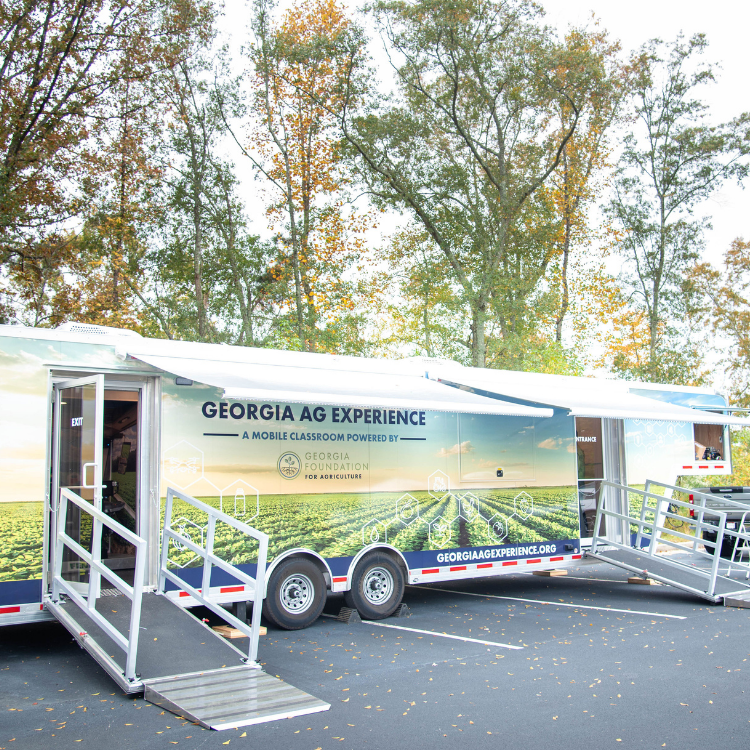 GEORGIA AG EXPERIENCE
A MOBILE CLASSROOM POWERED BY
GEORGIA
FOUNDATION
FOR AGRICULTURE
EXIT
ENTRANCE
GEORGIAAGEXPERIENCE.ORG